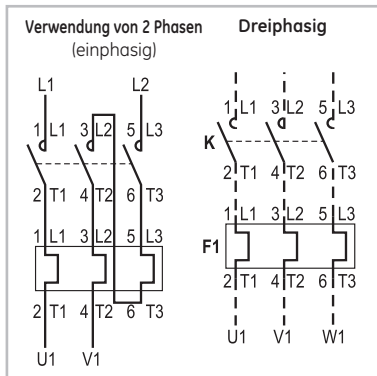 Verwendung von 2 Phasen
(einphasig)
L1 L2
1 L1 3 L2 5 L3
2 T1 4 T2 6 T3
1 L1 3 L2 5 L3
2 T1 4 T2 6 T3
U1 V1
Dreiphasig
1 L1 3 L2 5 L3
K
2 T1 4 T2 6 T3
1 L1 3 L2 5 L3
F1
2 T1 4 T2 6 T3
U1 V1 W1